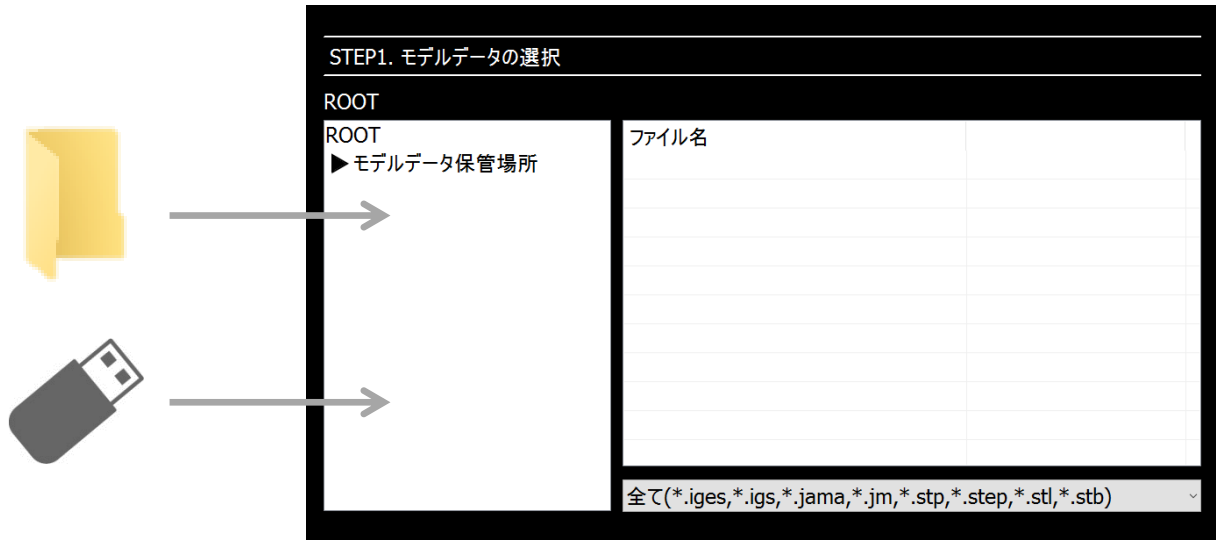 STEP1. モデルデータの選択
ROOT
ROOT
▶モデルデータ保管場所
ファイル名
全て(*.iges,*.igs,*.jama,*.jm,*.stp,*.step,*.stl,*.stb)